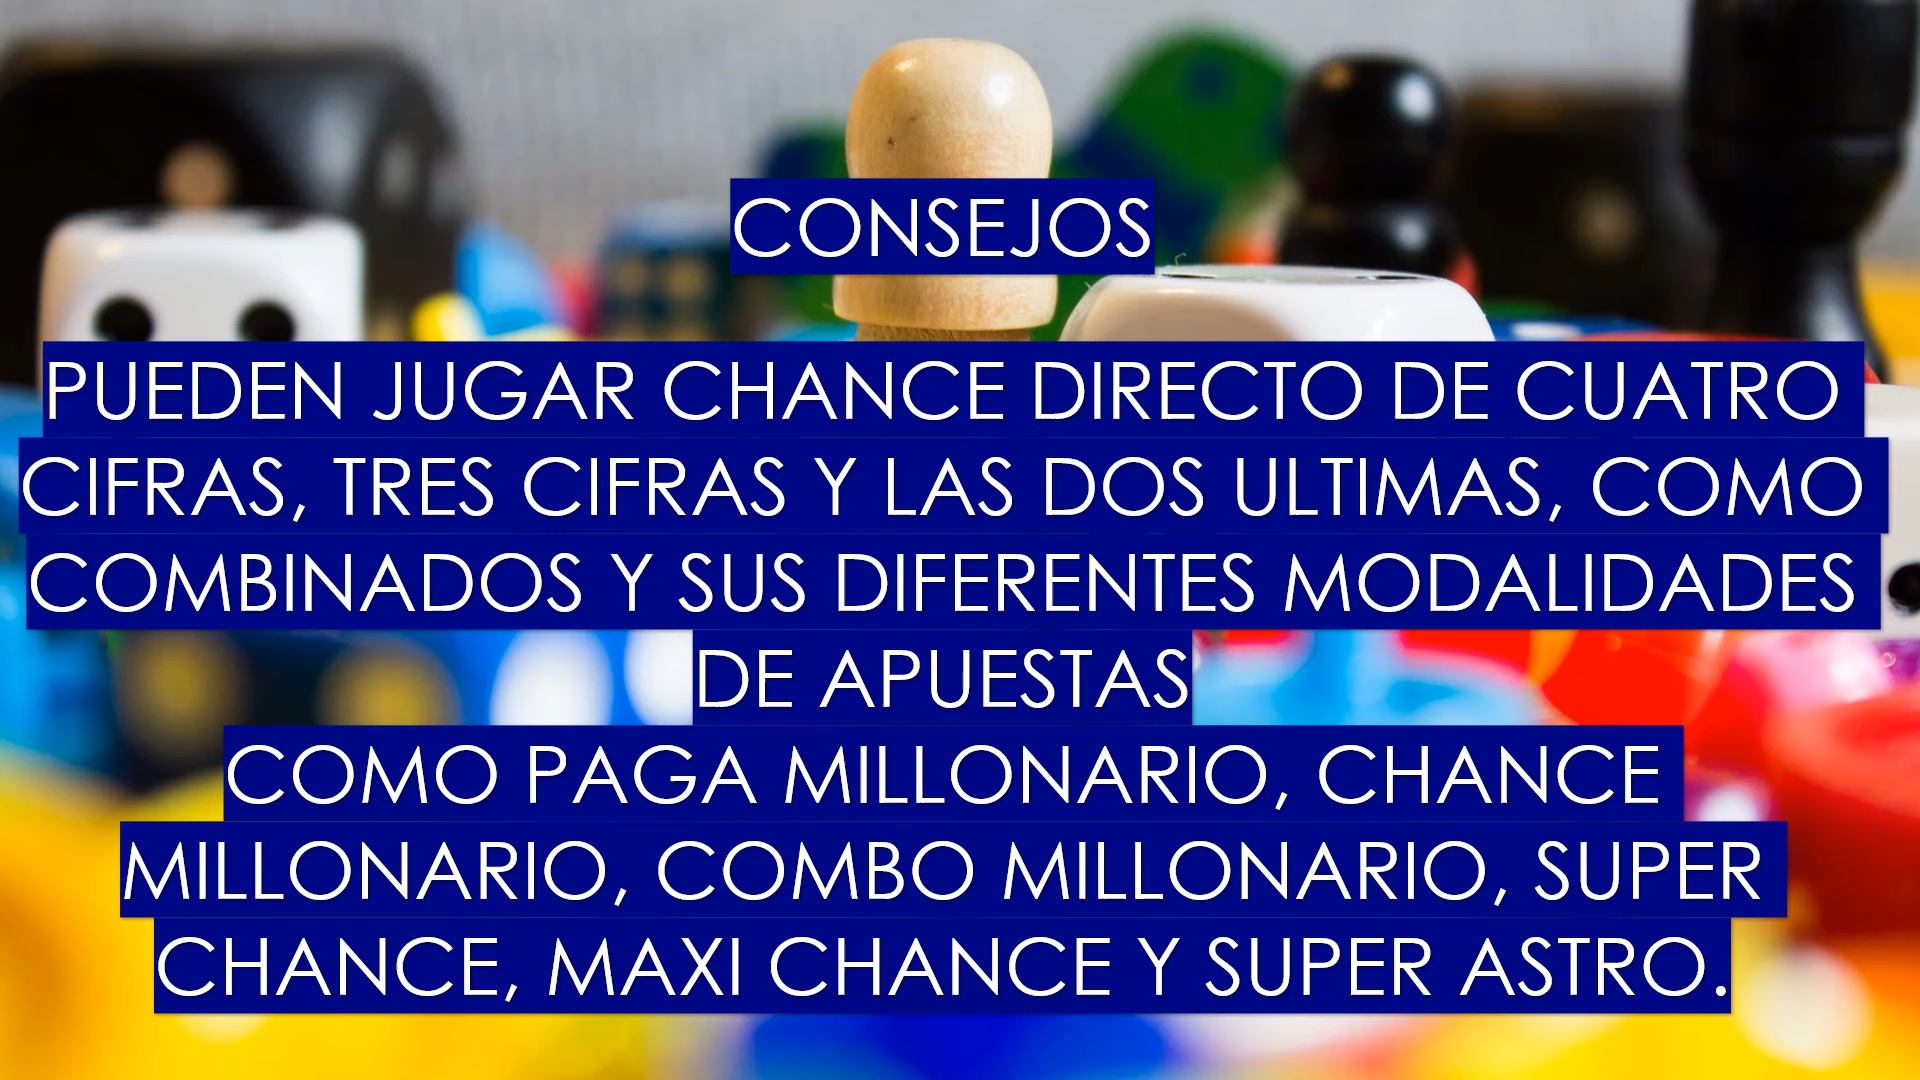 CONSEJOS
PUEDEN JUGAR CHANCE DIRECTO DE CUATRO
CIFRAS, TRES CIFRAS Y LAS DOS ULTIMAS, COMO
COMBINADOS Y SUS DIFERENTES MODALIDADES
DE APUESTAS
COMO PAGA MILLONARIO, CHANCE
MILLONARIO, COMBO MILLONARIO, SUPER
CHANCE, MAXI CHANCE Y SUPER ASTRO.